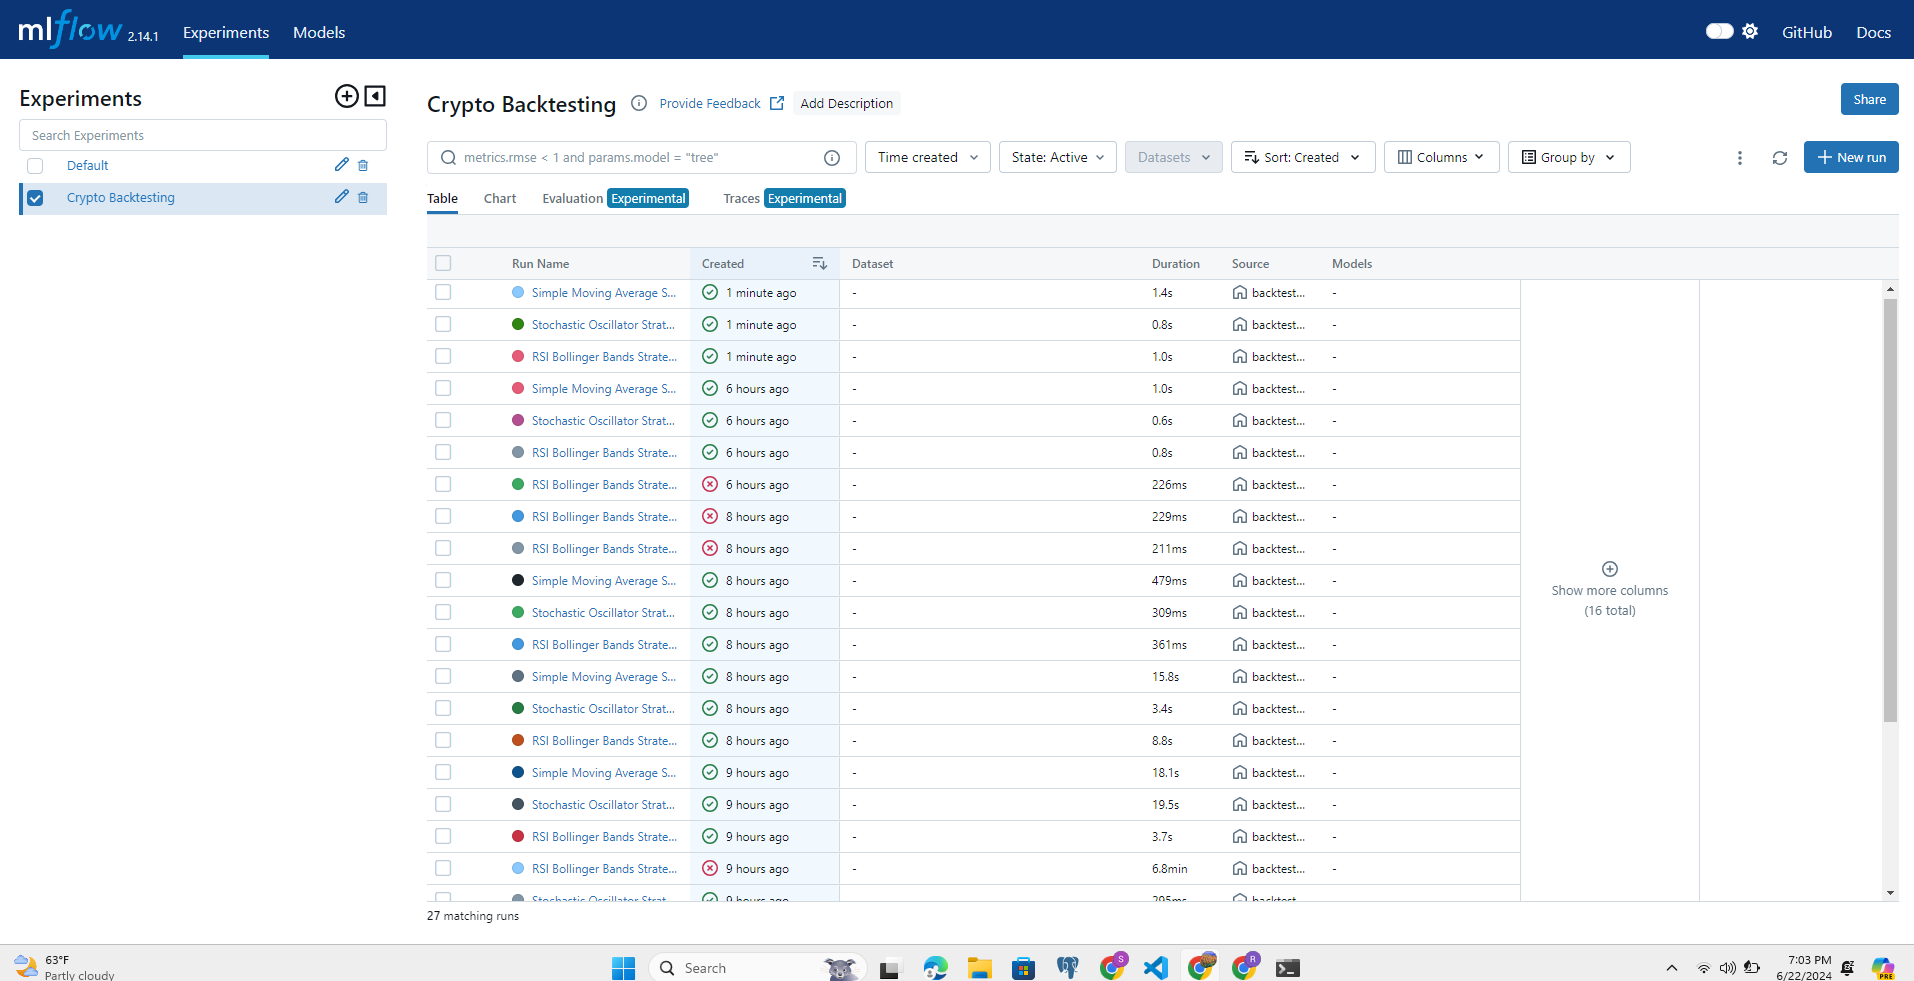 mlflow 2.14.1 Experiments Models GitHub Docs
Experiments
Search Experiments
Default
Crypto Backtesting
Crypto Backtesting Provide Feedback Add Description Share
metrics.rmse < 1 and params.model = "tree" Time created State: Active Datasets Sort: Created Columns Group by New run
Table Chart Evaluation Experimental Traces Experimental
Run Name Created Dataset Duration Source Models
Simple Moving Average S... 1 minute ago - 1.4s backtest... -
Stochastic Oscillator Strat... 1 minute ago - 0.8s backtest... -
RSI Bollinger Bands Strate... 1 minute ago - 1.0s backtest... -
Simple Moving Average S... 6 hours ago - 1.0s backtest... -
Stochastic Oscillator Strat... 6 hours ago - 0.6s backtest... -
RSI Bollinger Bands Strate... 6 hours ago - 0.8s backtest... -
RSI Bollinger Bands Strate... 6 hours ago - 226ms backtest... -
RSI Bollinger Bands Strate... 8 hours ago - 229ms backtest... -
RSI Bollinger Bands Strate... 8 hours ago - 211ms backtest... -
Simple Moving Average S... 8 hours ago - 479ms backtest... -
Stochastic Oscillator Strat... 8 hours ago - 309ms backtest... -
RSI Bollinger Bands Strate... 8 hours ago - 361ms backtest... -
Simple Moving Average S... 8 hours ago - 15.8s backtest... -
Stochastic Oscillator Strat... 8 hours ago - 3.4s backtest... -
RSI Bollinger Bands Strate... 8 hours ago - 8.8s backtest... -
Simple Moving Average S... 9 hours ago - 18.1s backtest... -
Stochastic Oscillator Strat... 9 hours ago - 19.5s backtest... -
RSI Bollinger Bands Strate... 9 hours ago - 3.7s backtest... -
RSI Bollinger Bands Strate... 9 hours ago - 6.8min backtest... -
Stochastic Oscillator Strat... 9 hours ago 295ms backtest...
Show more columns
(16 total)
27 matching runs
63°F
Partly cloudy
Search
S
R
7:03 PM
6/22/2024
PRE